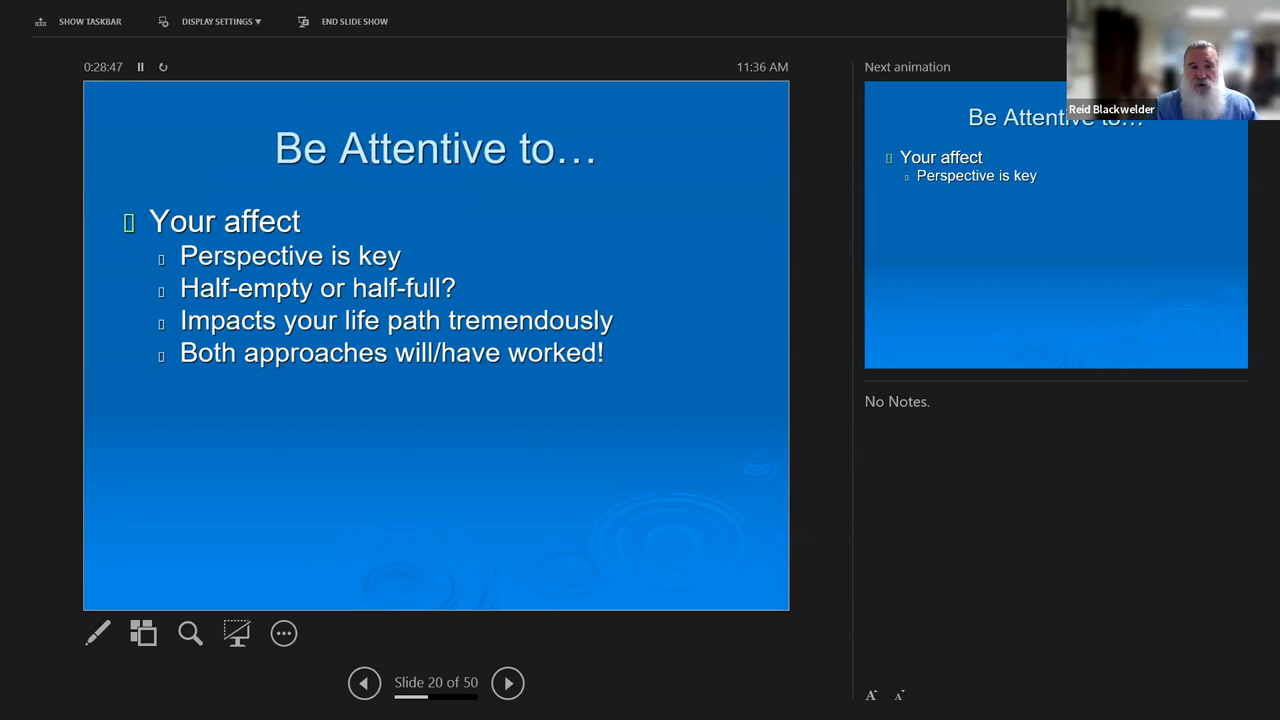 SHOW TASKBAR
DISPLAY SETTINGS ▼
END SLIDE SHOW
0:28:47
11:36 AM
Be Attentive to…
Your affect
Perspective is key
Half-empty or half-full?
Impacts your life path tremendously
Both approaches will/have worked!
Slide 20 of 50
Next animation
Reid Blackwelder
Be Attentive to…
Your affect
Perspective is key
No Notes.
A
A